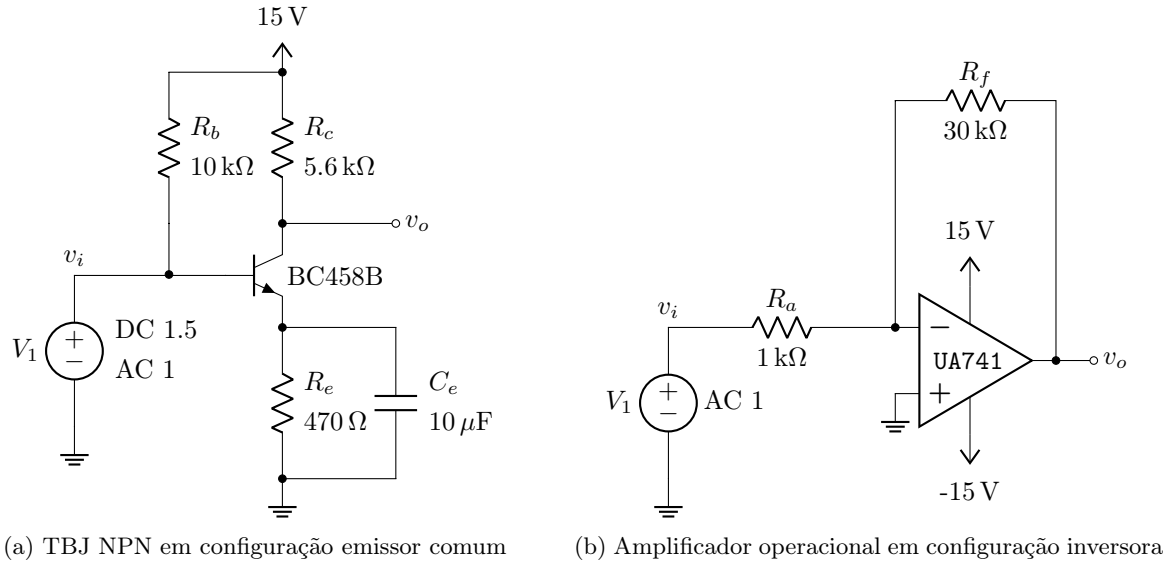 15 V
R_b
10 kΩ
R_c
5.6 kΩ
v_o
v_i
BC458B
V_1
DC 1.5
AC 1
R_e
470 Ω
C_e
10 μF
(a) TBJ NPN em configuração emissor comum
R_f
30 kΩ
15 V
v_i
R_a
1 kΩ
UA741
v_o
V_1
AC 1
-15 V
(b) Amplificador operacional em configuração inversora